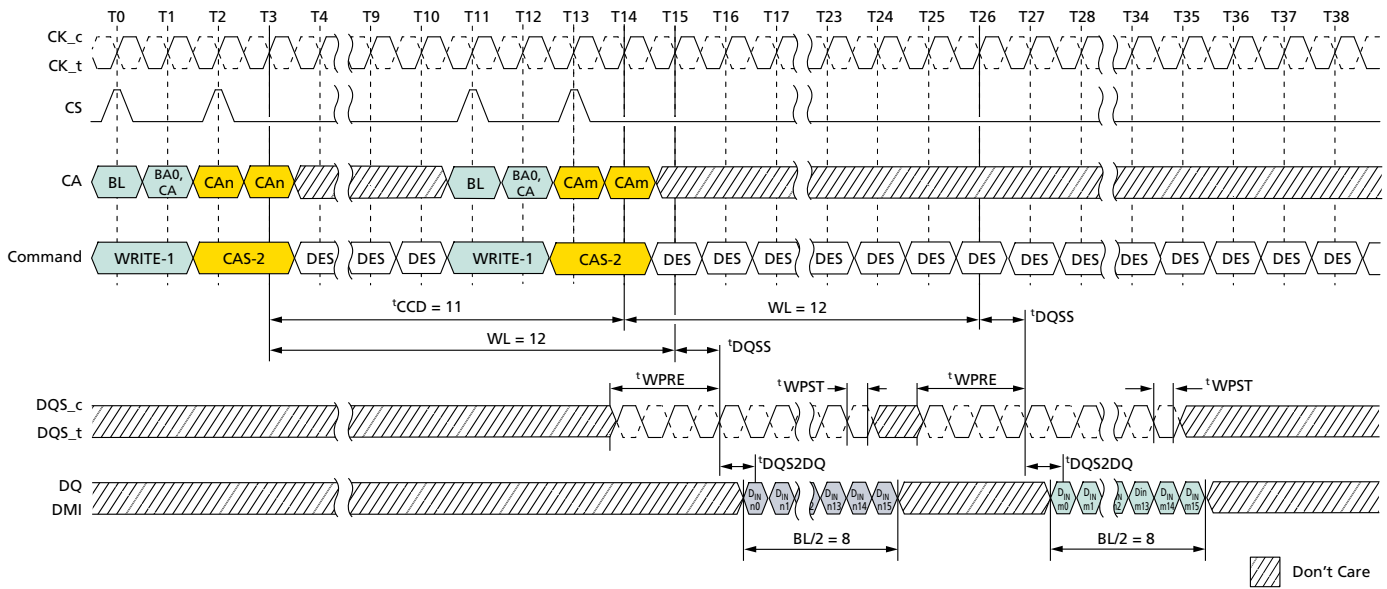 T0 T1 T2 T3 T4 T9 T10 T11 T12 T13 T14 T15 T16 T17 T23 T24 T25 T26 T27 T28 T34 T35 T36 T37 T38
CK_c
CK_t
CS
CA BL BA0, CA CAn CAn BL BA0, CA CAm CAm
Command WRITE-1 CAS-2 DES DES DES WRITE-1 CAS-2 DES DES DES DES DES DES DES DES DES DES DES DES DES DES
tCCD = 11 WL = 12 tDQSS
WL = 12 tDQSS
tWPRE tWPST tWPRE tWPST
DQS_c
DQS_t
tDQS2DQ tDQS2DQ
DQ
DMI
DIN n0 DIN n1 DIN n13 DIN n14 DIN n15 DIN m0 DIN m1 Din m13 DIN m14 DIN m15
BL/2 = 8 BL/2 = 8
Don't Care